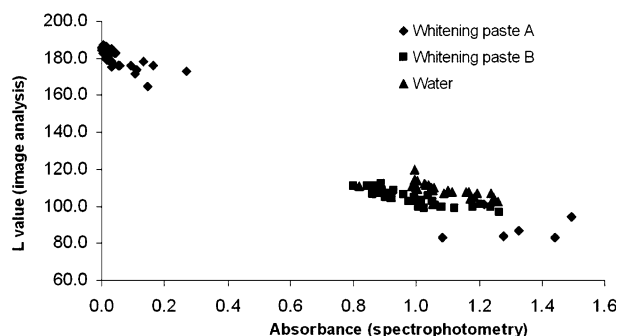 200.0
180.0
160.0
140.0
120.0
100.0
80.0
60.0
L value (image analysis)
Whitening paste A
Whitening paste B
Water
0.0 0.2 0.4 0.6 0.8 1.0 1.2 1.4 1.6
Absorbance (spectrophotometry)